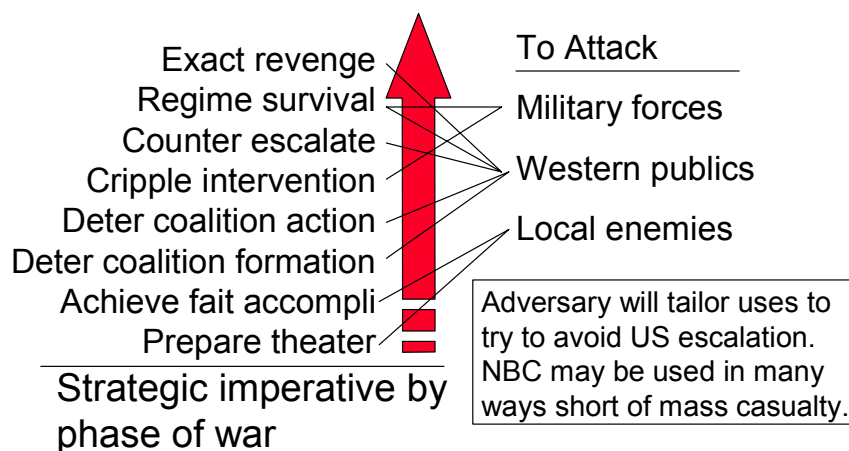 Exact revenge
Regime survival
Counter escalate
Cripple intervention
Deter coalition action
Deter coalition formation
Achieve fait accompli
Prepare theater
Strategic imperative by
phase of war
To Attack
Military forces
Western publics
Local enemies
Adversary will tailor uses to
try to avoid US escalation.
NBC may be used in many
ways short of mass casualty.